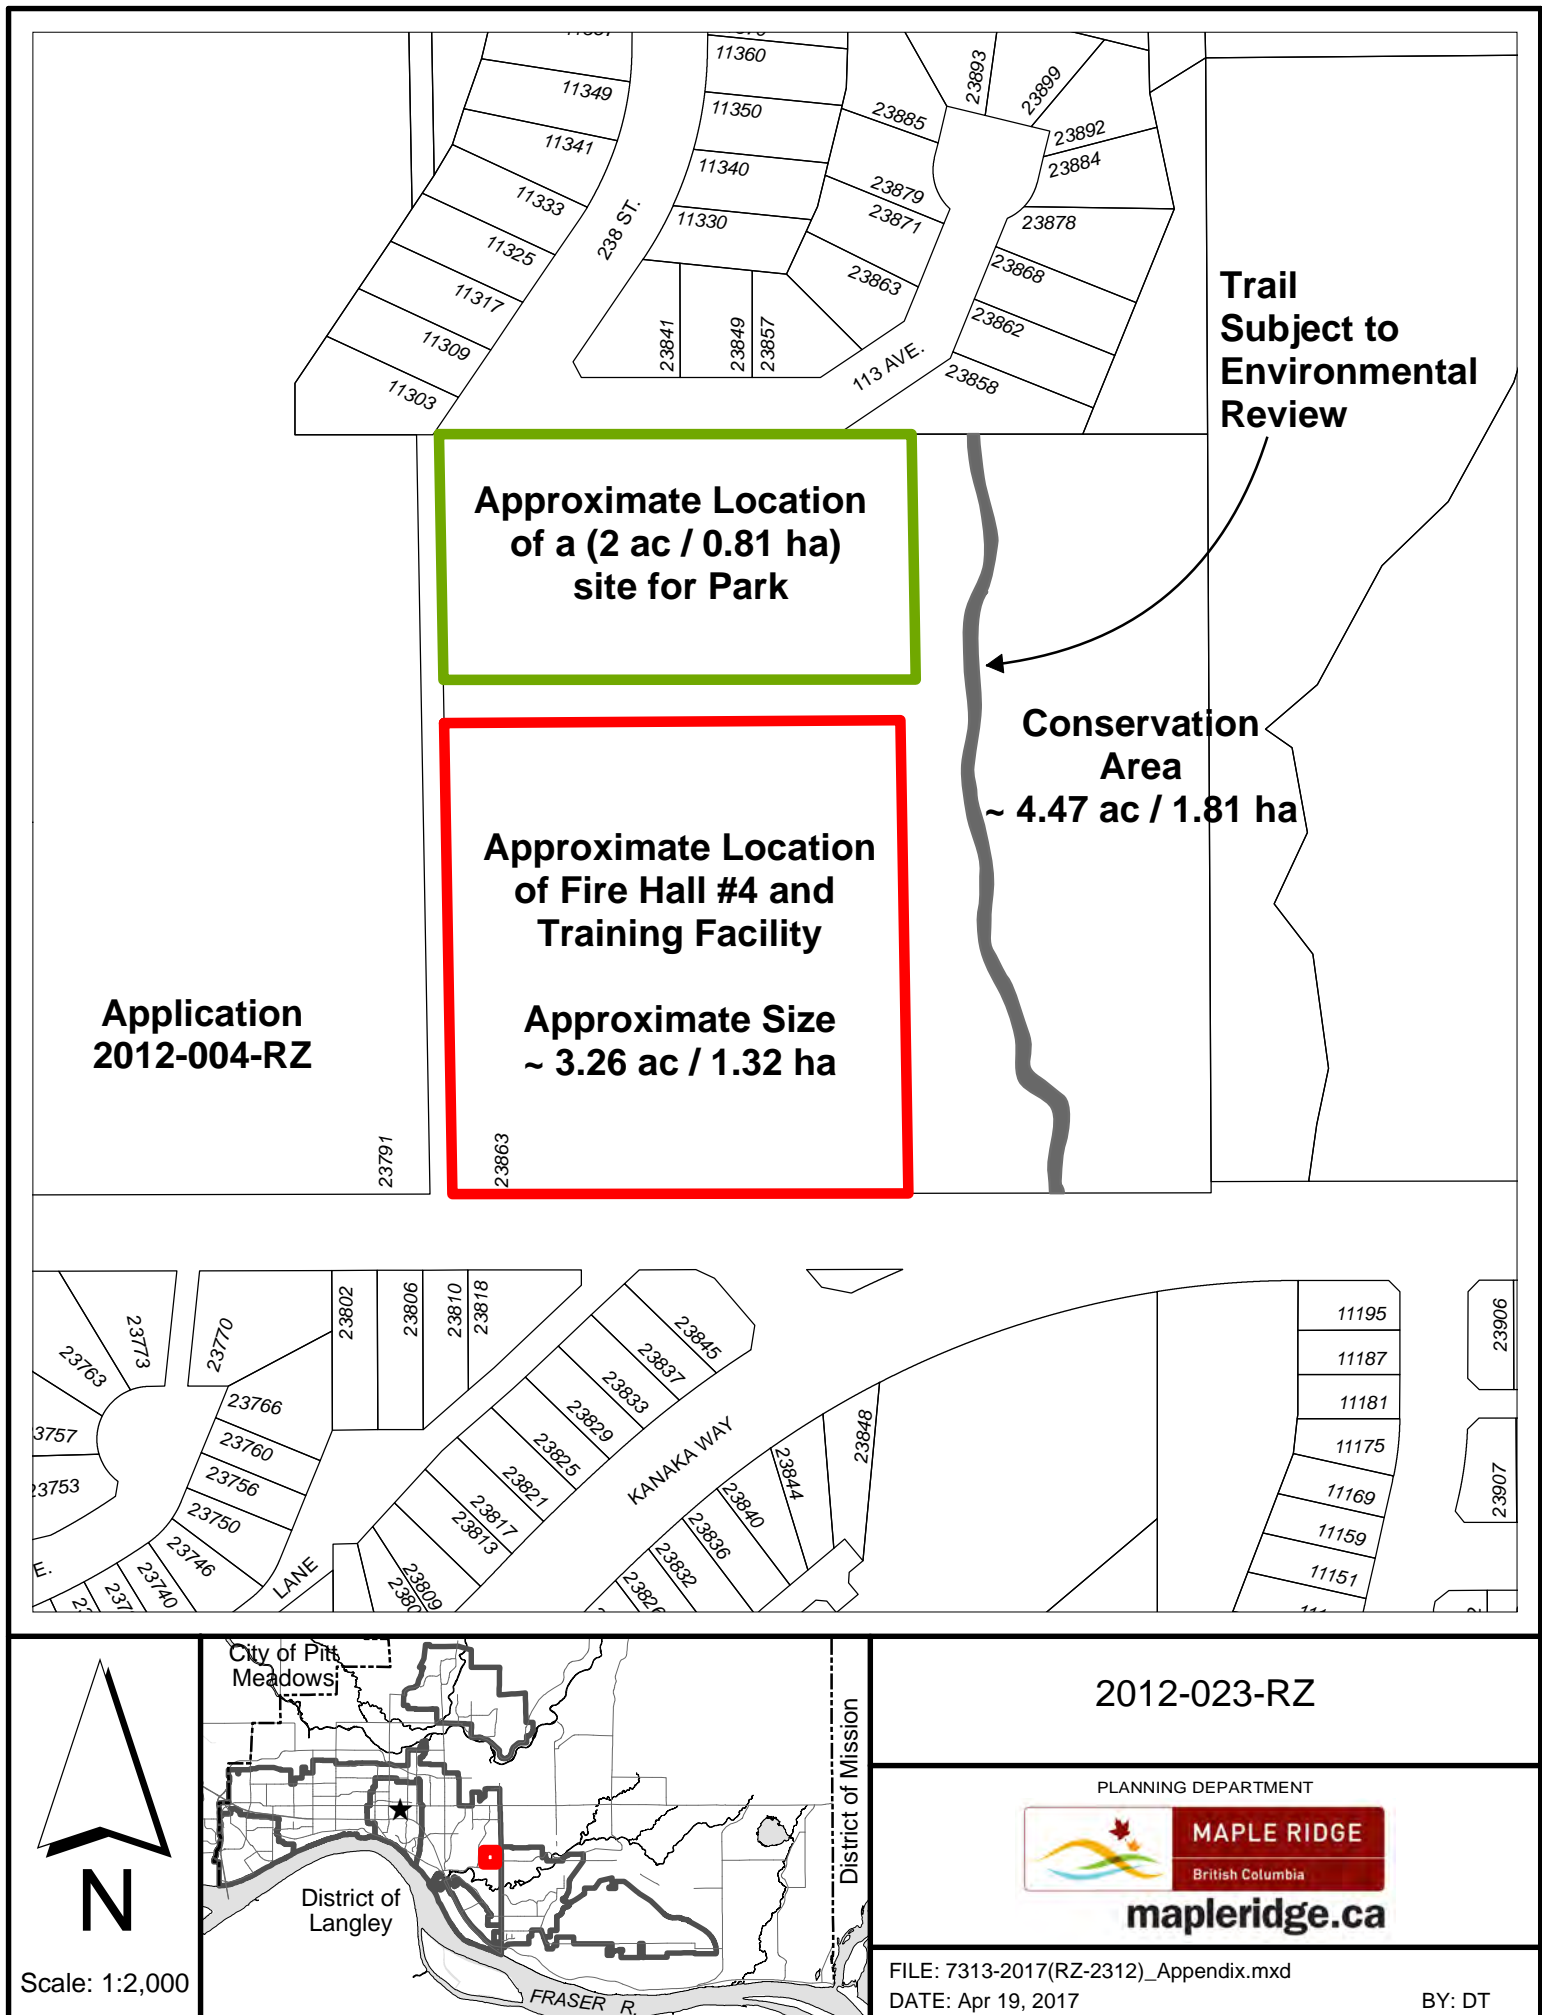 11360
11349
11350
11341
11340
11333
11330
11325
11317
11309
11303
238 ST.
23893
23899
23885
23892
23884
23879
23871
23878
23863
23868
23862
23858
23841
23849
23857
113 AVE.
Trail
Subject to
Environmental
Review
Approximate Location
of a (2 ac / 0.81 ha)
site for Park
Conservation
Area
~ 4.47 ac / 1.81 ha
Approximate Location
of Fire Hall #4 and
Training Facility
Approximate Size
~ 3.26 ac / 1.32 ha
Application
2012-004-RZ
23791
23863
23773
23763
23770
23802
23806
23810
23818
23845
23837
23833
23829
23825
23821
23817
23813
23809
23766
23760
23756
23750
23746
23740
3757
23753
E.
LANE
KANAKA WAY
23848
23844
23840
23836
23832
23826
11195
11187
11181
11175
11169
11159
11151
23906
23907
N
Scale: 1:2,000
City of Pitt
Meadows
District of
Langley
District of Mission
FRASER R.
2012-023-RZ
PLANNING DEPARTMENT
MAPLE RIDGE
British Columbia
mapleridge.ca
FILE: 7313-2017(RZ-2312)_Appendix.mxd
DATE: Apr 19, 2017
BY: DT